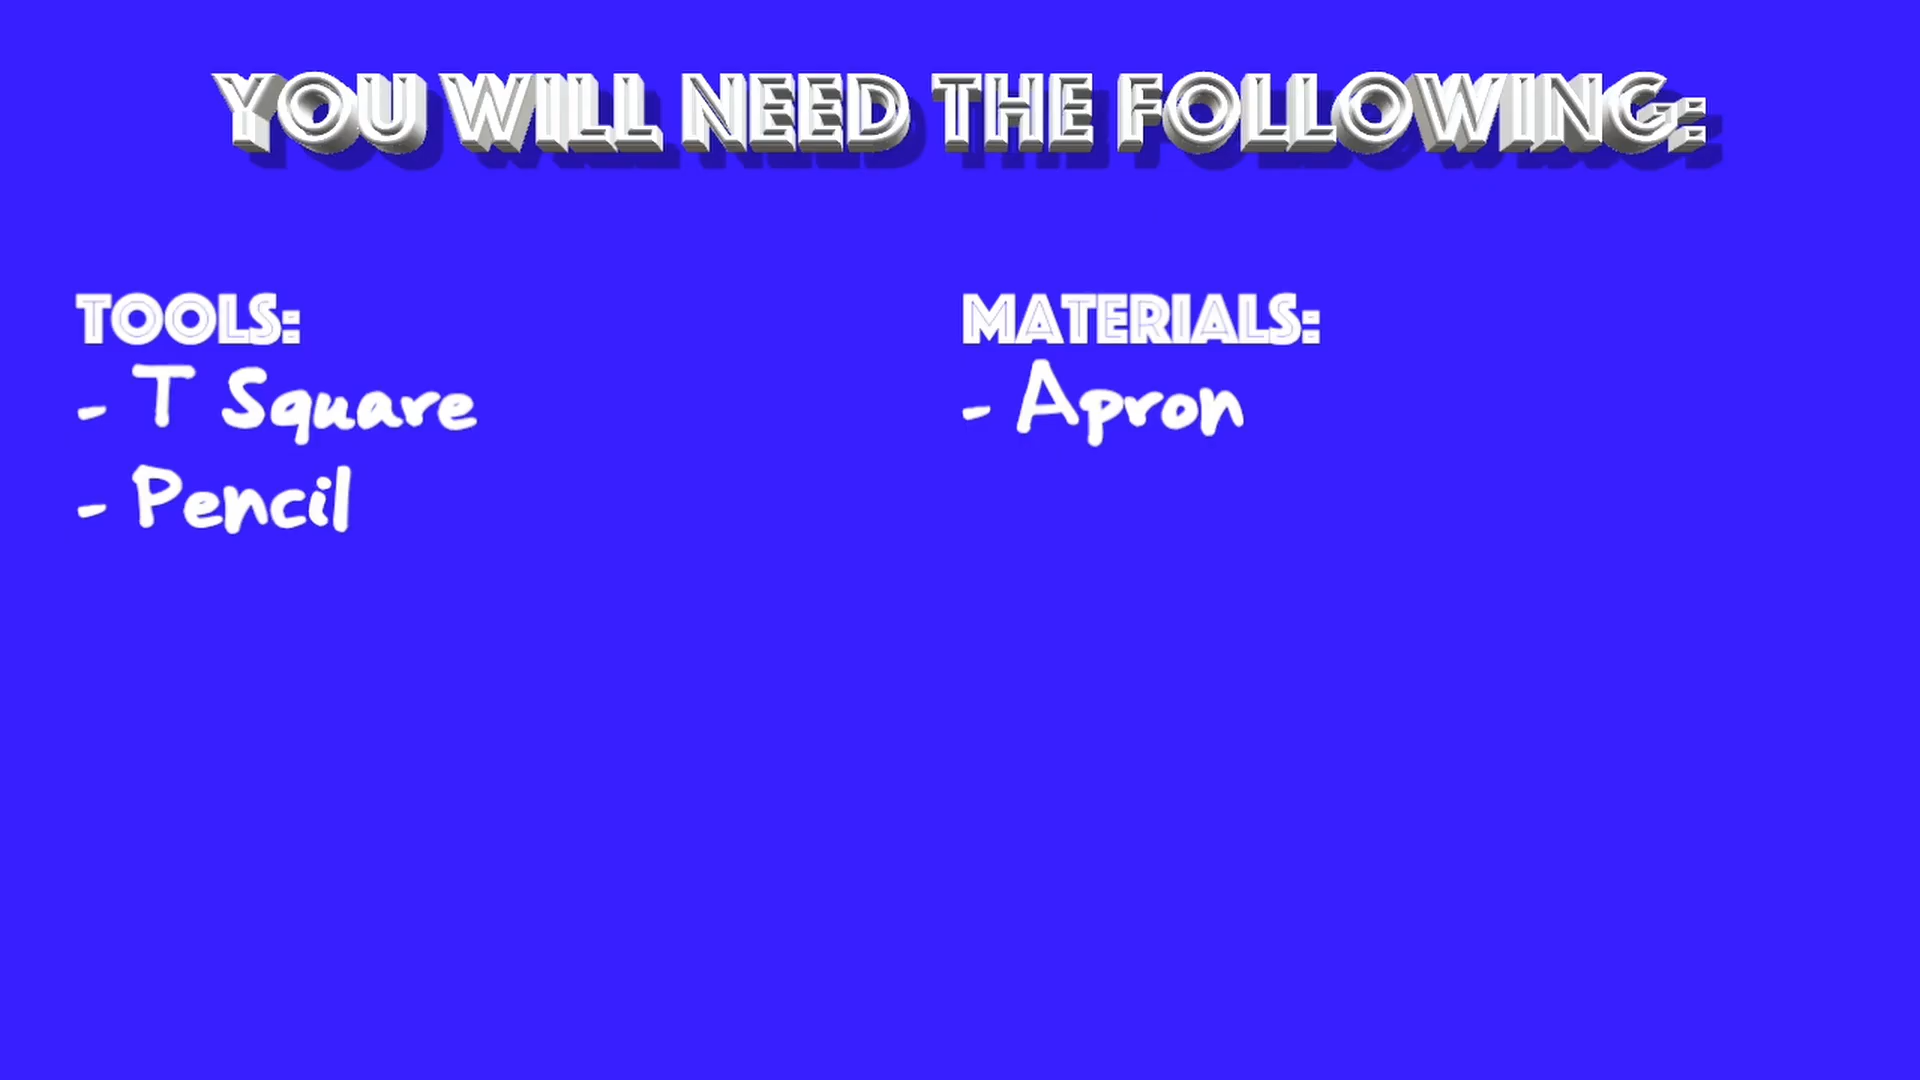 YOU WILL NEED THE FOLLOWING:
TOOLS:
- T Square
- Pencil
MATERIALS:
- Apron